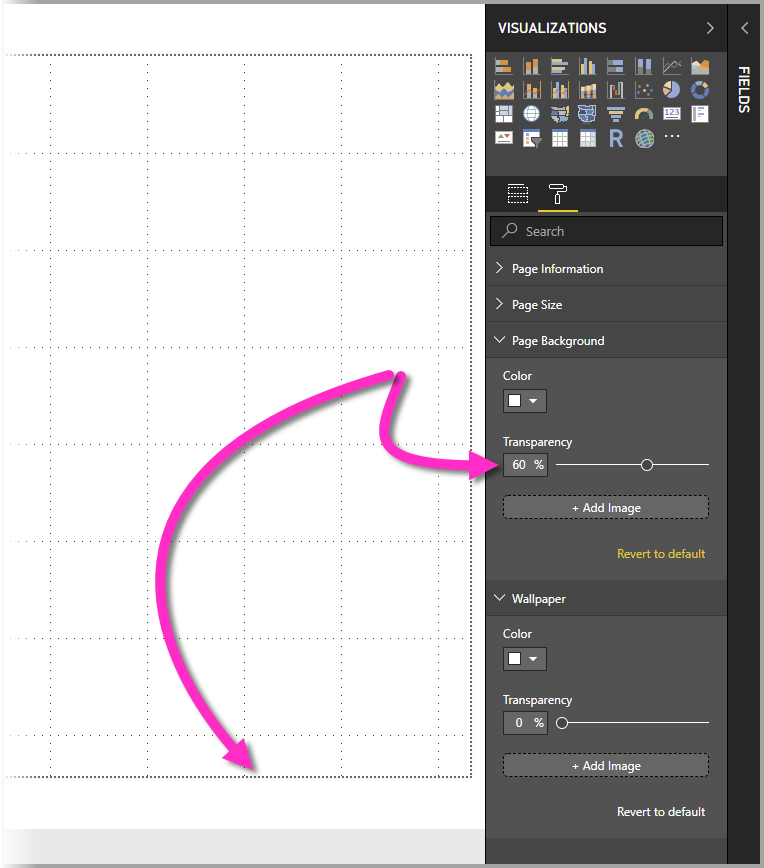 VISUALIZATIONS
FIELDS
123
R
Search
Page Information
Page Size
Page Background
Color
Transparency
60 %
+ Add Image
Revert to default
Wallpaper
Color
Transparency
0 %
+ Add Image
Revert to default